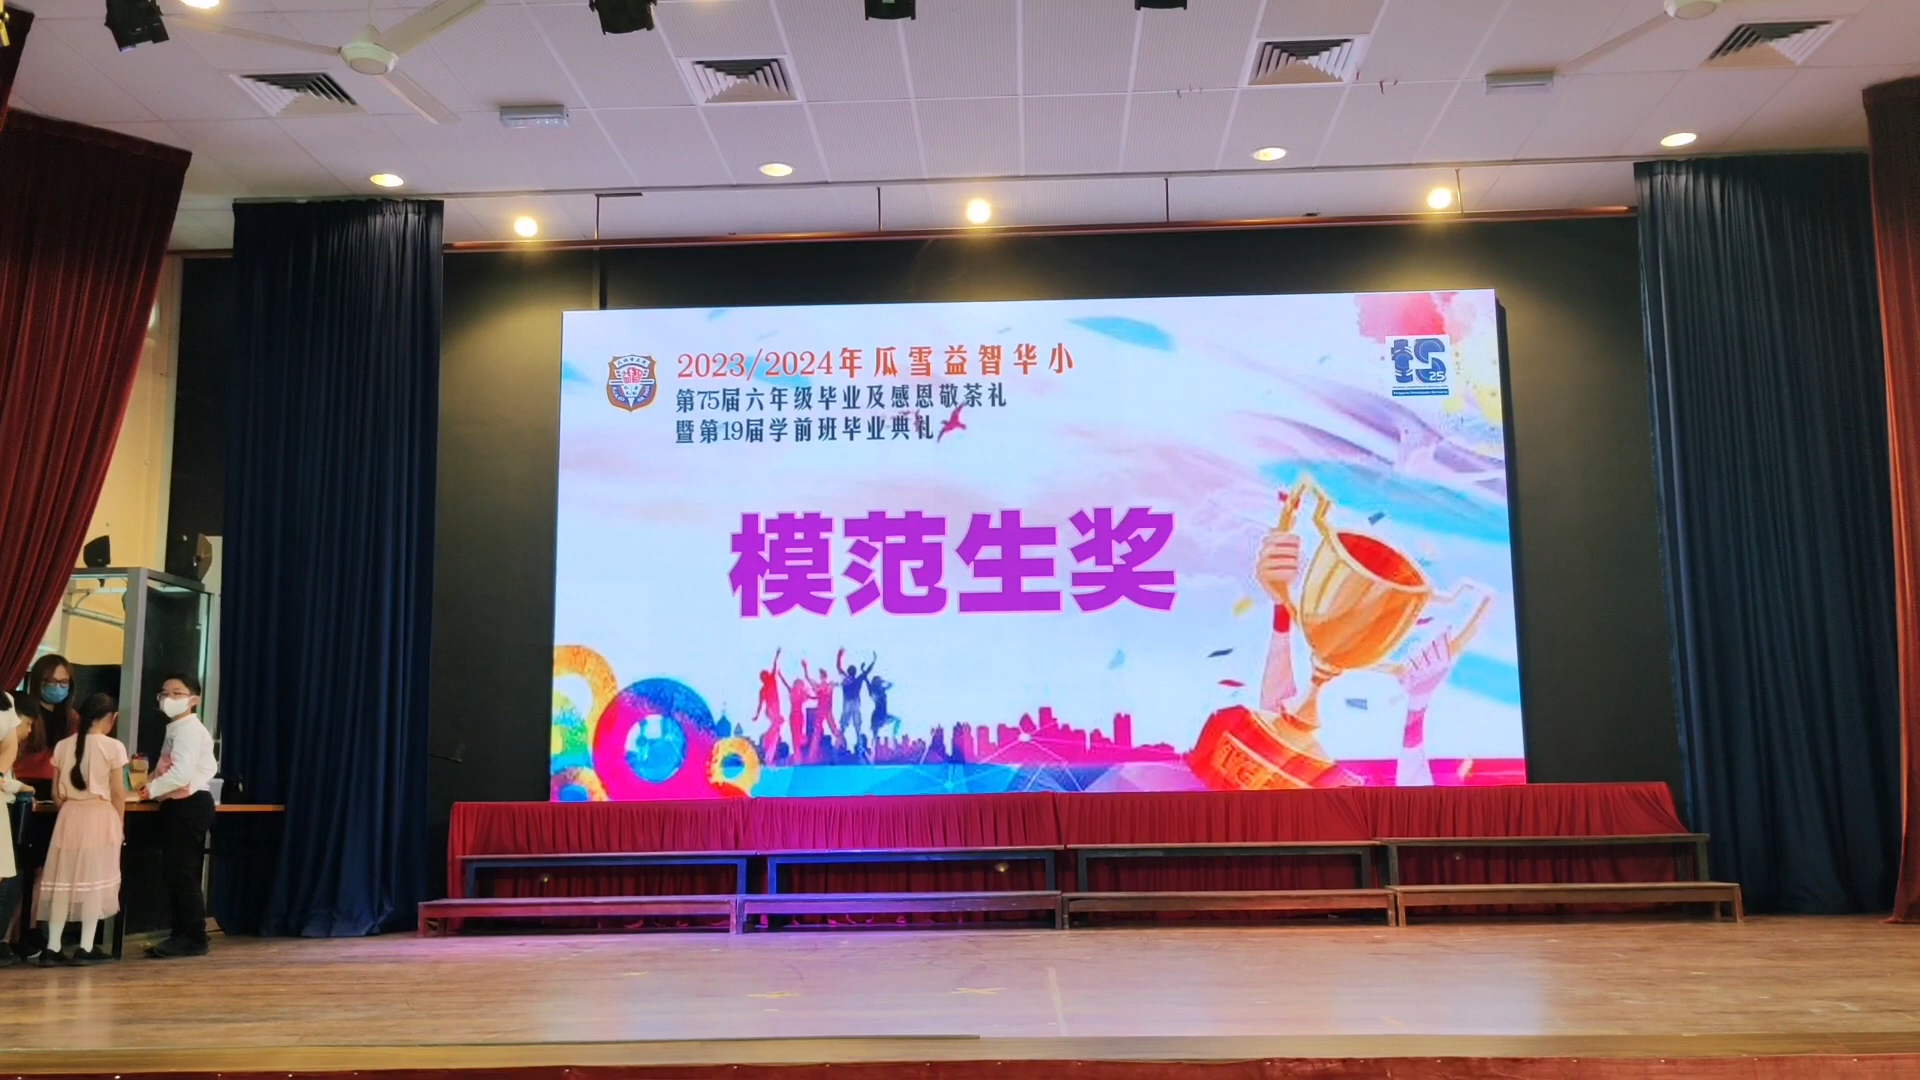 2023/2024年瓜雪益智华小
第75届六年级毕业及感恩敬茶礼
暨第19届学前班毕业典礼
模范生奖
25